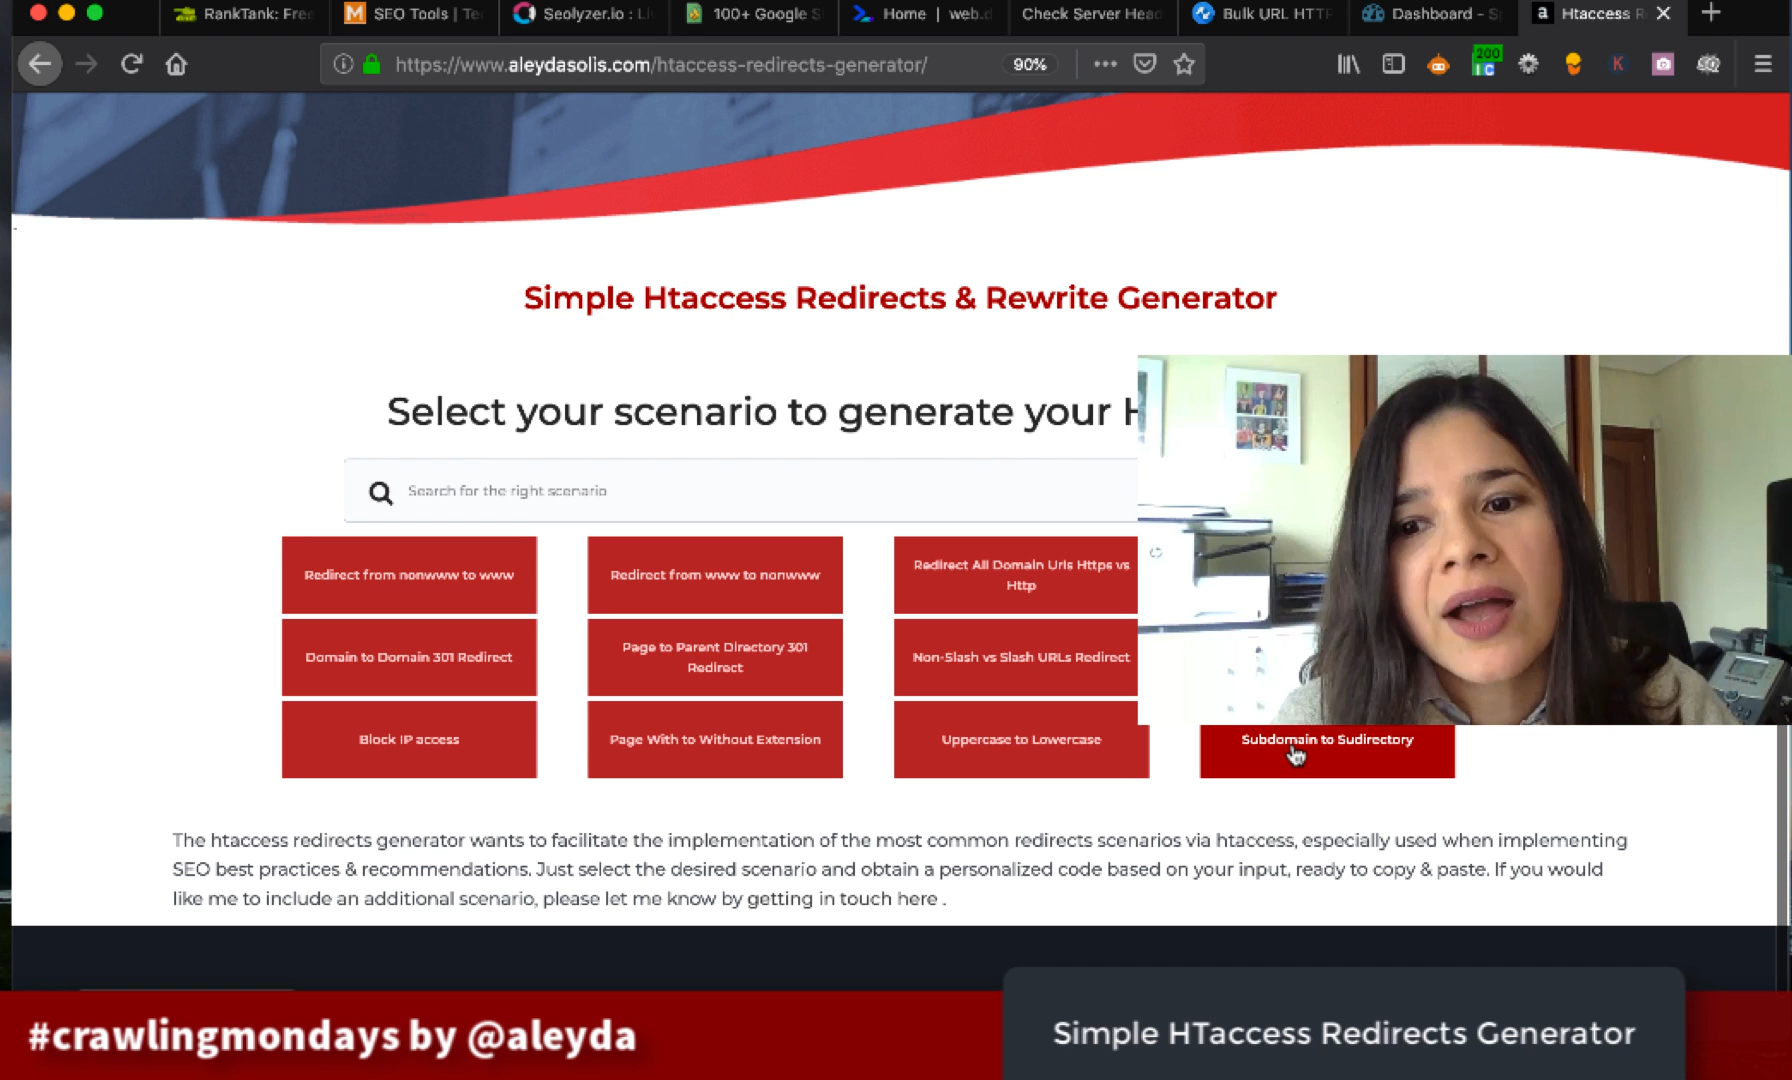 RankTank: Free
SEO Tools | Te
Seolyzer.io : Li
100+ Google S
Home | web.d
Check Server Head
Bulk URL HTTP
Dashboard - S
a Htaccess R
https://www.aleydasolis.com/htaccess-redirects-generator/
90%
200
Simple Htaccess Redirects & Rewrite Generator
Select your scenario to generate your H
Search for the right scenario
Redirect from nonwww to www
Redirect from www to nonwww
Redirect All Domain Urls Https vs
Http
Domain to Domain 301 Redirect
Page to Parent Directory 301
Redirect
Non-Slash vs Slash URLs Redirect
Block IP access
Page With to Without Extension
Uppercase to Lowercase
Subdomain to Sudirectory
The htaccess redirects generator wants to facilitate the implementation of the most common redirects scenarios via htaccess, especially used when implementing
SEO best practices & recommendations. Just select the desired scenario and obtain a personalized code based on your input, ready to copy & paste. If you would
like me to include an additional scenario, please let me know by getting in touch here .
#crawlingmondays by @aleyda
Simple HTaccess Redirects Generator